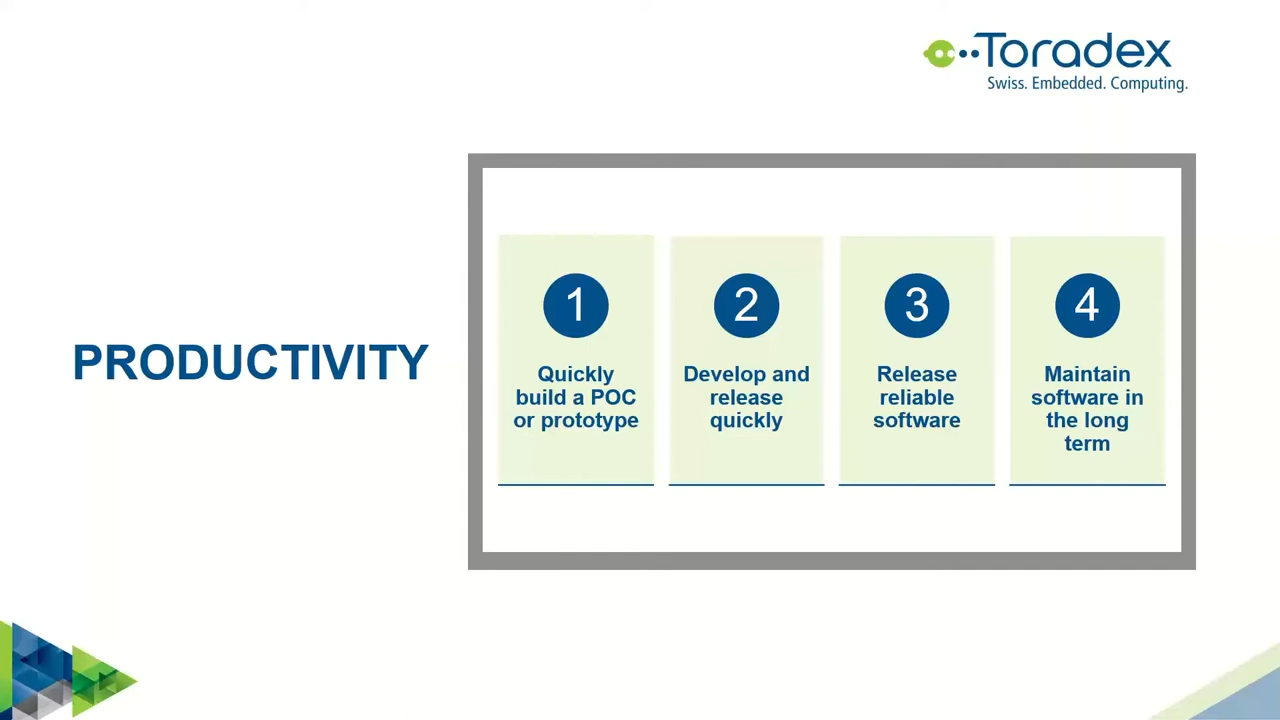 Toradex
Swiss. Embedded. Computing.
PRODUCTIVITY
1
Quickly
build a POC
or prototype
2
Develop and
release
quickly
3
Release
reliable
software
4
Maintain
software in
the long
term